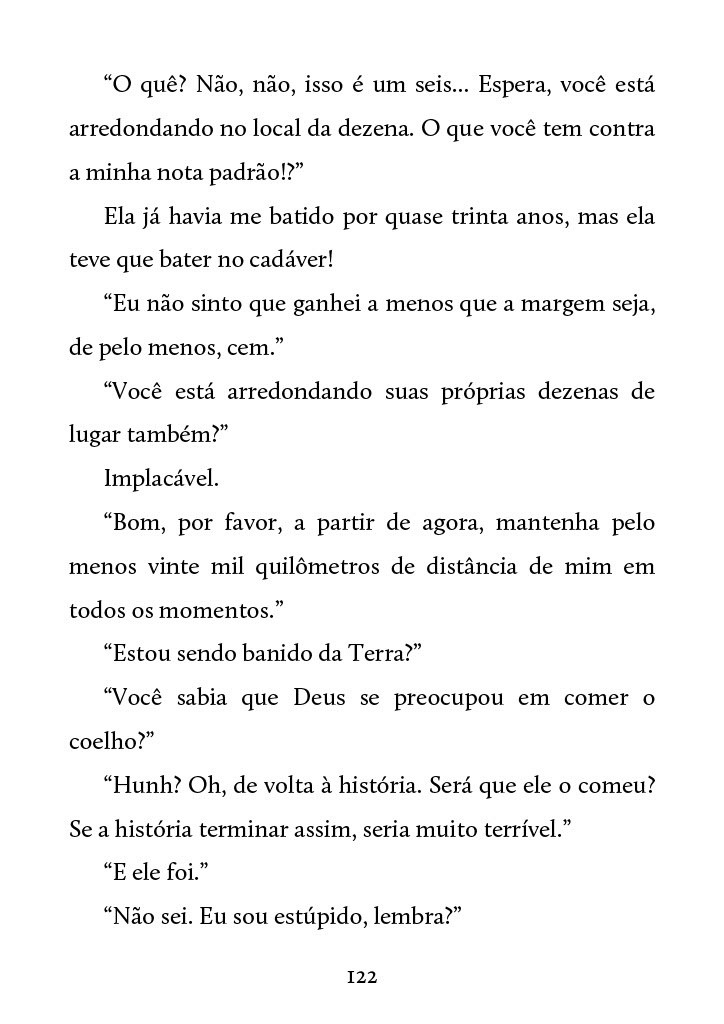 “O quê? Não, não, isso é um seis... Espera, você está
arredondando no local da dezena. O que você tem contra
a minha nota padrão!?”
Ela já havia me batido por quase trinta anos, mas ela
teve que bater no cadáver!
“Eu não sinto que ganhei a menos que a margem seja,
de pelo menos, cem.”
“Você está arredondando suas próprias dezenas de
lugar também?”
Implacável.
“Bom, por favor, a partir de agora, mantenha pelo
menos vinte mil quilômetros de distância de mim em
todos os momentos.”
“Estou sendo banido da Terra?”
“Você sabia que Deus se preocupou em comer o
coelho?”
“Hunh? Oh, de volta à história. Será que ele o comeu?
Se a história terminar assim, seria muito terrível.”
“E ele foi.”
“Não sei. Eu sou estúpido, lembra?”
122